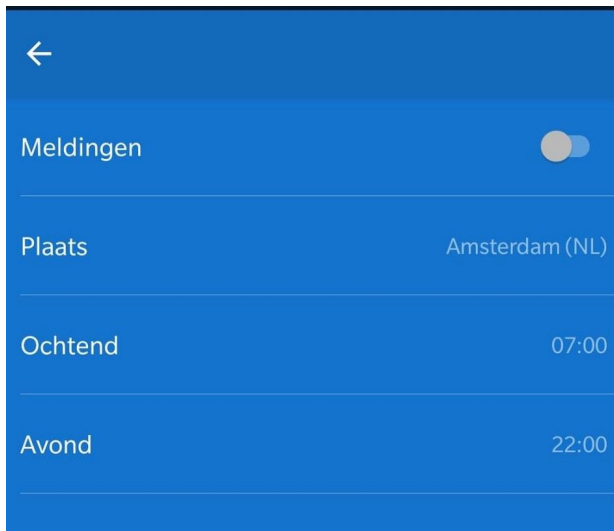 Meldingen
Plaats Amsterdam (NL)
Ochtend 07:00
Avond 22:00